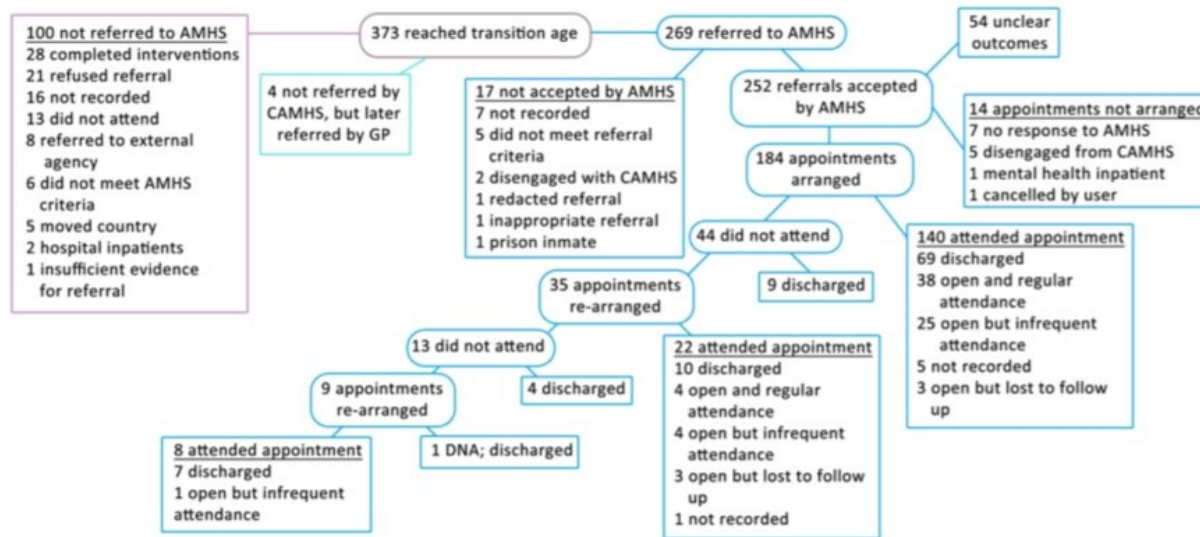 100 not referred to AMHS
28 completed interventions
21 refused referral
16 not recorded
13 did not attend
8 referred to external
agency
6 did not meet AMHS
criteria
5 moved country
2 hospital inpatients
1 insufficient evidence
for referral
373 reached transition age
4 not referred by
CAMHS, but later
referred by GP
269 referred to AMHS
17 not accepted by AMHS
7 not recorded
5 did not meet referral
criteria
2 disengaged with CAMHS
1 redacted referral
1 inappropriate referral
1 prison inmate
252 referrals accepted
by AMHS
54 unclear
outcomes
14 appointments not arranged
7 no response to AMHS
5 disengaged from CAMHS
1 mental health inpatient
1 cancelled by user
184 appointments
arranged
44 did not attend
9 discharged
140 attended appointment
69 discharged
38 open and regular
attendance
25 open but infrequent
attendance
5 not recorded
3 open but lost to follow
up
35 appointments
re-arranged
13 did not attend
4 discharged
22 attended appointment
10 discharged
4 open and regular
attendance
4 open but infrequent
attendance
3 open but lost to follow
up
1 not recorded
9 appointments
re-arranged
8 attended appointment
7 discharged
1 open but infrequent
attendance
1 DNA; discharged